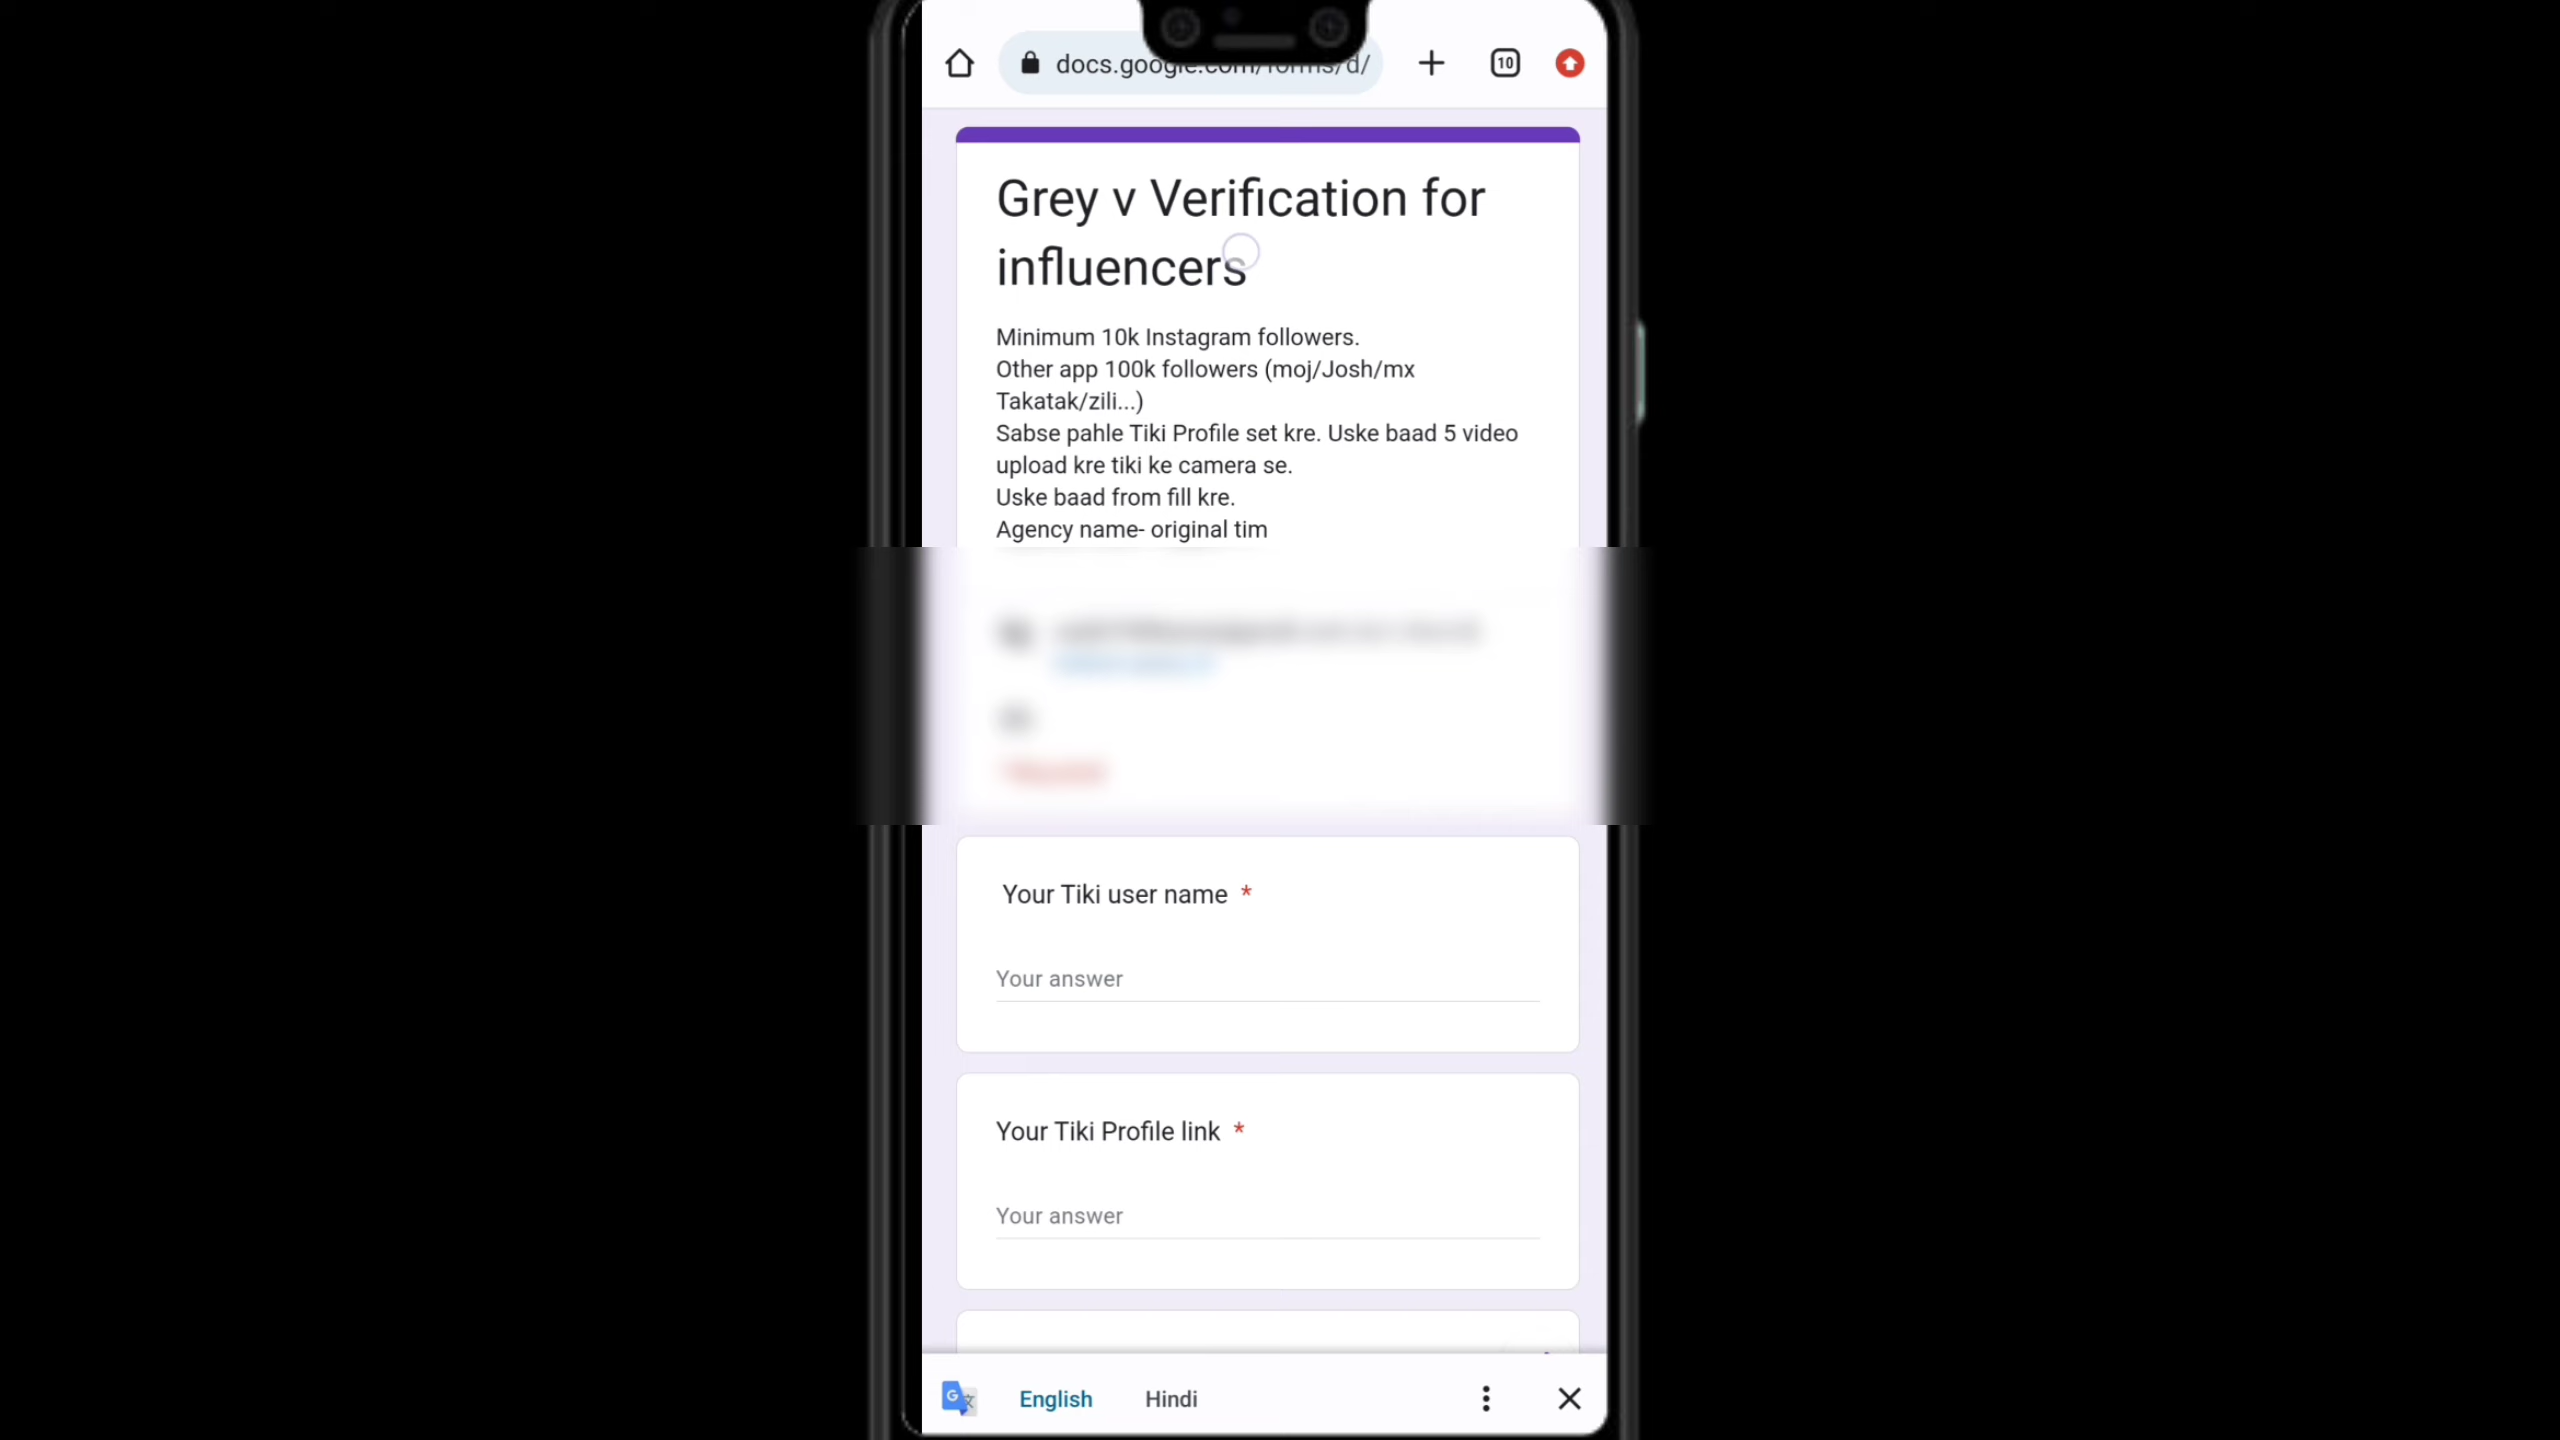 docs.google.com/forms/d/
10
Grey v Verification for
influencers
Minimum 10k Instagram followers.
Other app 100k followers (moj/Josh/mx
Takatak/zili...)
Sabse pahle Tiki Profile set kre. Uske baad 5 video
upload kre tiki ke camera se.
Uske baad from fill kre.
Agency name- original tim
Your Tiki user name *
Your answer
Your Tiki Profile link *
Your answer
English Hindi